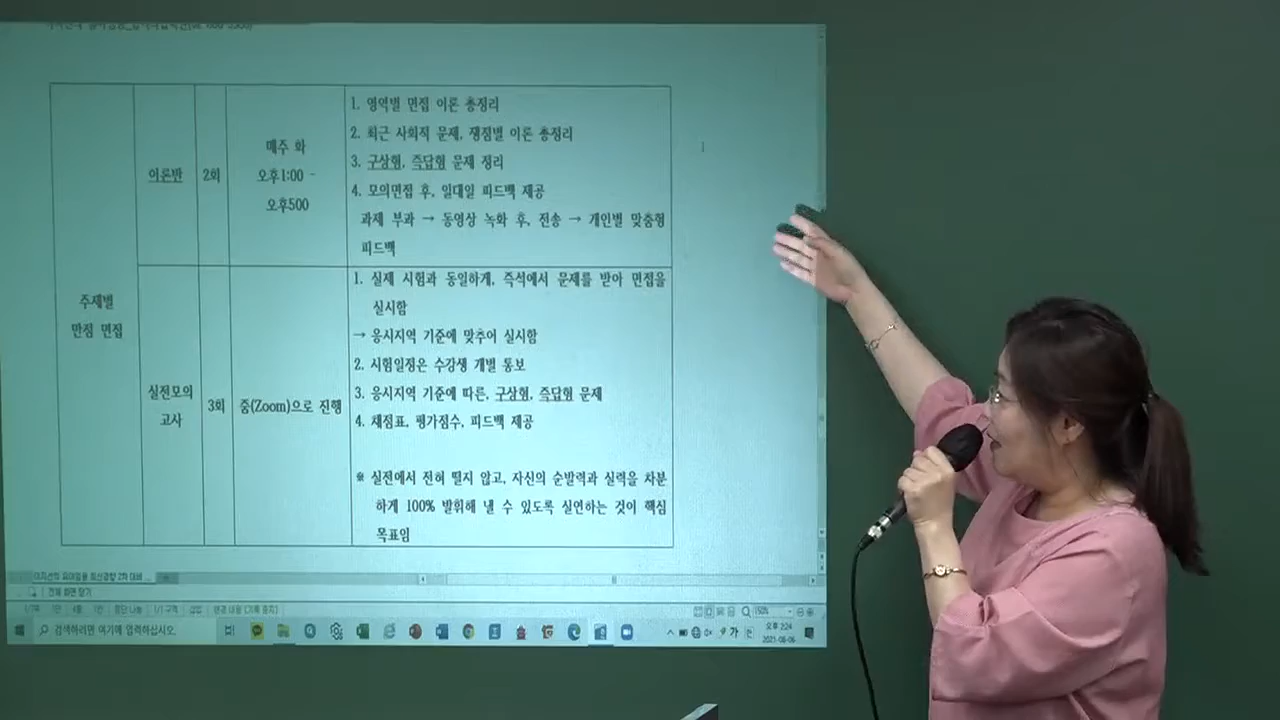 주제별
만점 면접
이론반
2회
매주 화
오후1:00 -
오후500
1. 영역별 면접 이론 총정리
2. 최근 사회적 문제, 쟁점별 이론 총정리
3. 구상형, 즉답형 문제 정리
4. 모의면접 후, 일대일 피드백 제공
과제 부과 → 동영상 녹화 후, 전송 → 개인별 맞춤형
피드백
실전모의
고사
3회
줌(Zoom)으로 진행
1. 실제 시험과 동일하게, 즉석에서 문제를 받아 면접을
실시함
→ 응시지역 기준에 맞추어 실시함
2. 시험일정은 수강생 개별 통보
3. 응시지역 기준에 따른, 구상형, 즉답형 문제
4. 채점표, 평가점수, 피드백 제공
※ 실전에서 전혀 떨지 않고, 자신의 순발력과 실력을 차분
하게 100% 발휘해 낼 수 있도록 실연하는 것이 핵심
목표임
전체 화면 닫기
150%
검색하려면 여기에 입력하십시오.
가
오후 2:24
2021-06-06